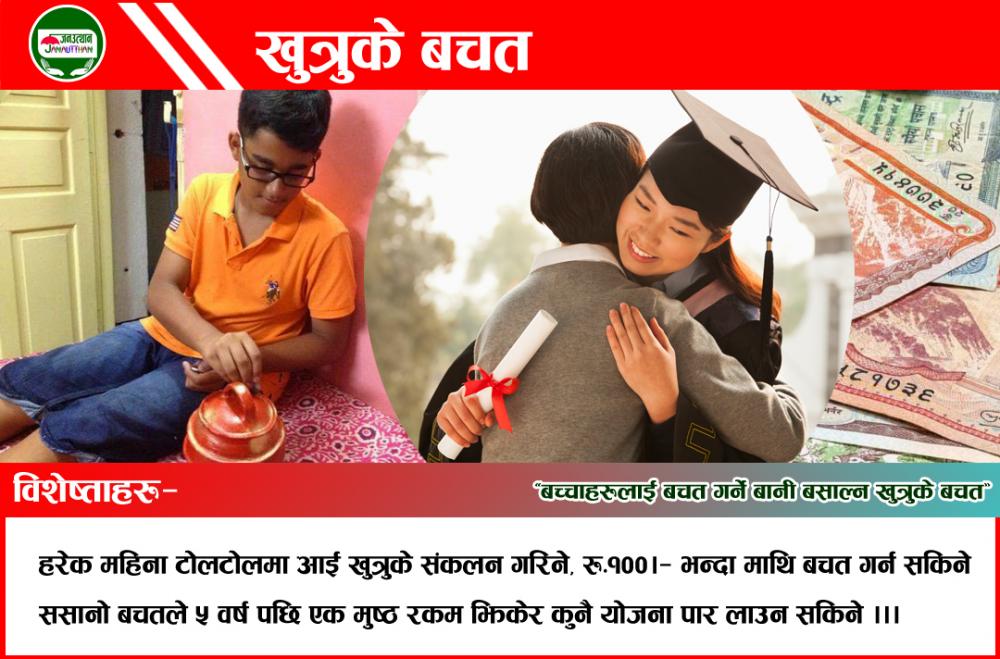 जनउत्थान
JANAUTTHAN
खुत्रुके बचत
विशेष्ताहरु-
“बच्चाहरुलाई बचत गर्ने बानी बसाल्न खुत्रुके बचत”
हरेक महिना टोलटोलमा आई खुत्रुके संकलन गरिने, रु.१००।- भन्दा माथि बचत गर्न सकिने
ससानो बचतले ५ वर्ष पछि एक मुष्ठ रकम झिकेर कुनै योजना पार लाउन सकिने ।।।